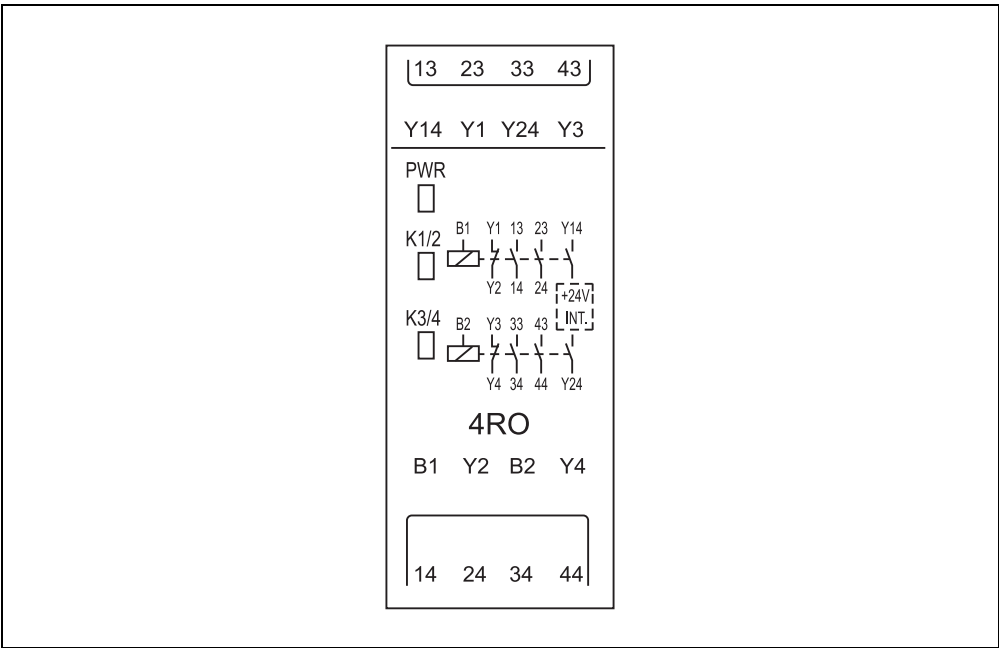 13 23 33 43
Y14 Y1 Y24 Y3
PWR
K1/2
B1 Y1 13 23 Y14
Y2 14 24
+24V
INT.
K3/4
B2 Y3 33 43
Y4 34 44 Y24
4RO
B1 Y2 B2 Y4
14 24 34 44